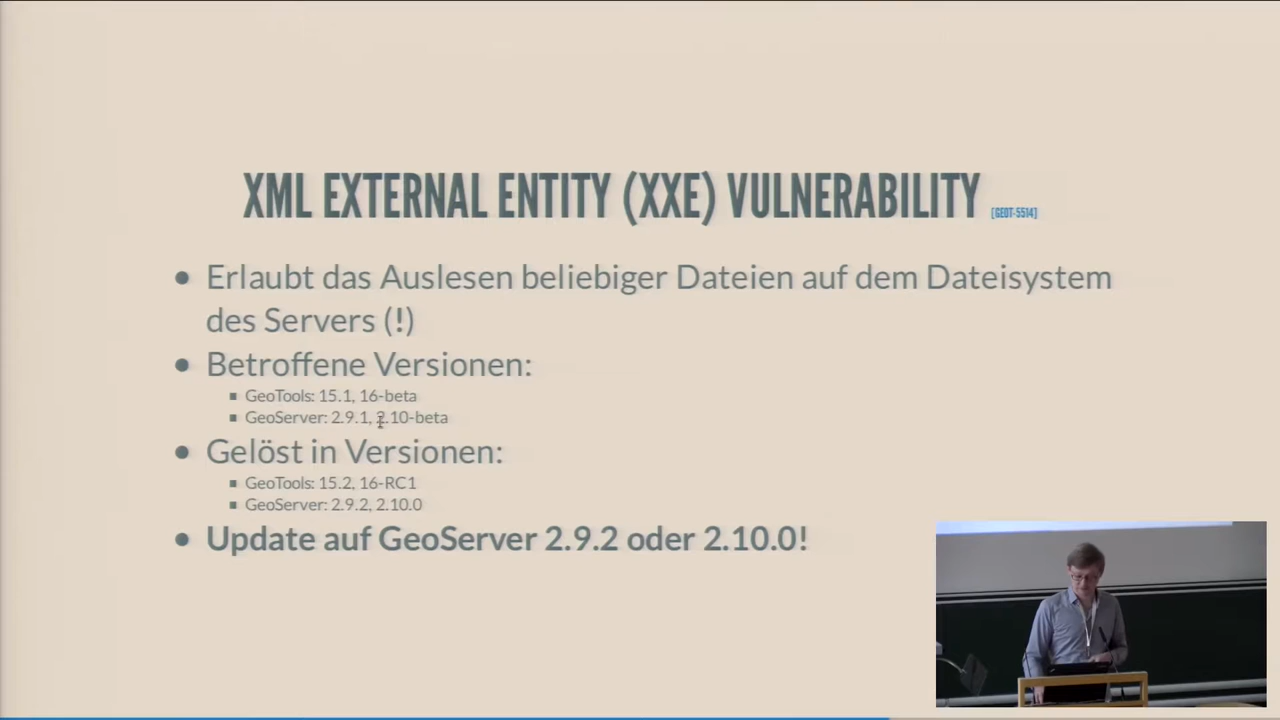 XML EXTERNAL ENTITY (XXE) VULNERABILITY [GEOT-5514]
• Erlaubt das Auslesen beliebiger Dateien auf dem Dateisystem
des Servers (!)
• Betroffene Versionen:
▪ GeoTools: 15.1, 16-beta
▪ GeoServer: 2.9.1, 2.10-beta
• Gelöst in Versionen:
▪ GeoTools: 15.2, 16-RC1
▪ GeoServer: 2.9.2, 2.10.0
• Update auf GeoServer 2.9.2 oder 2.10.0!